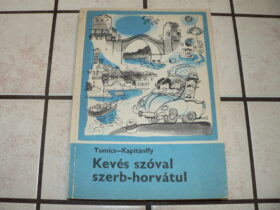 Tomics—Kapitánffy
Kevés szóval
szerb-horvátul